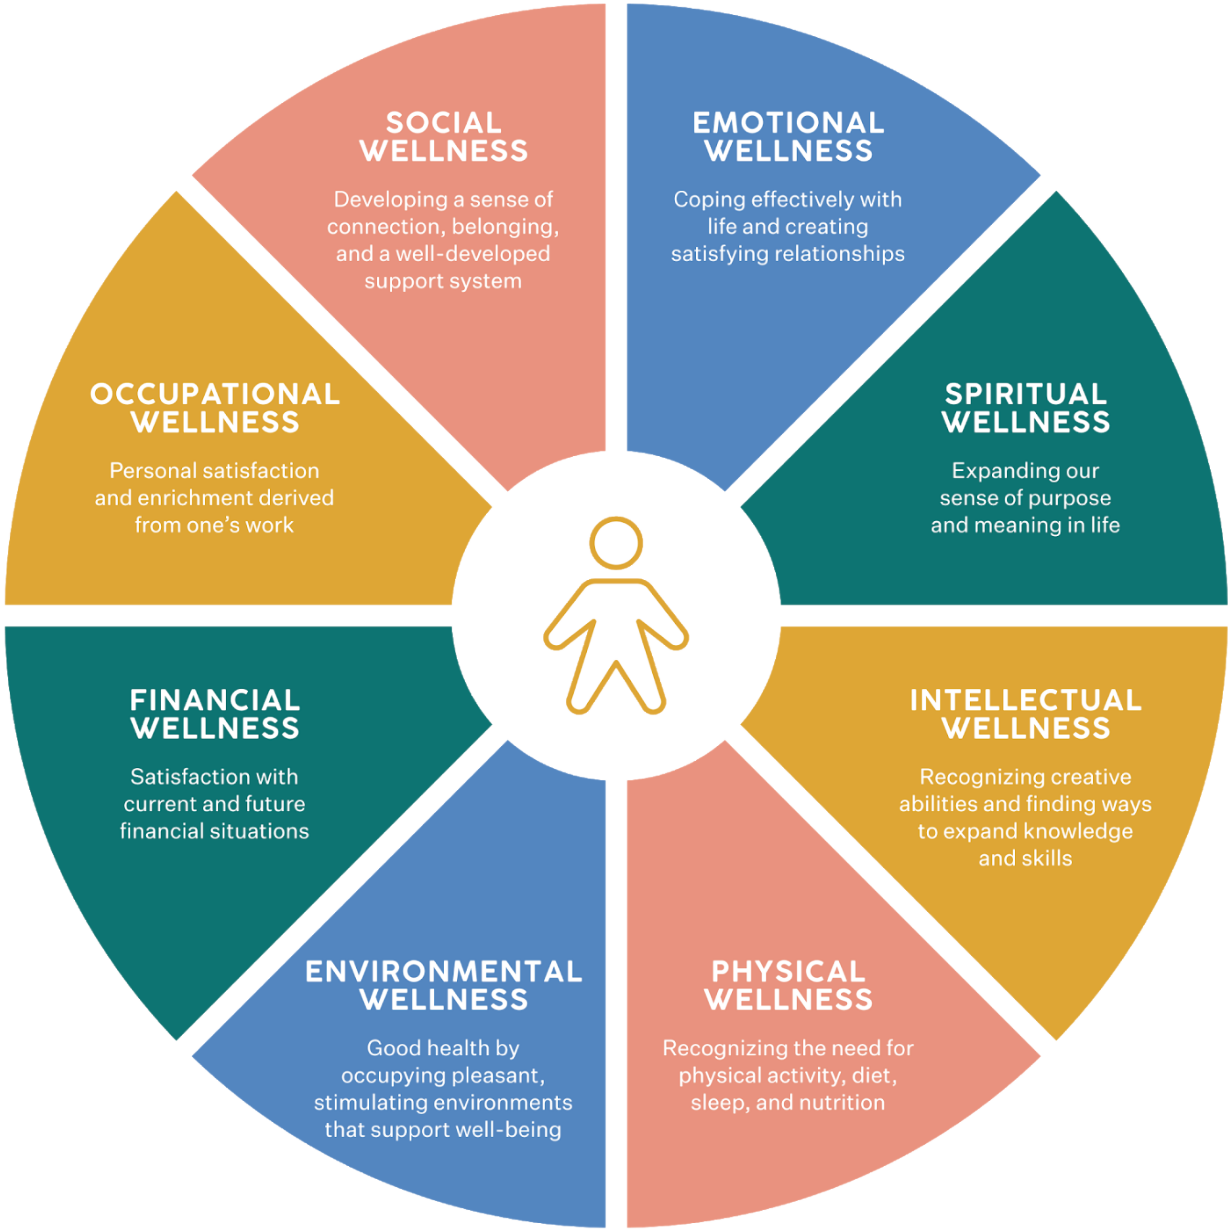 SOCIAL
WELLNESS
Developing a sense of
connection, belonging,
and a well-developed
support system
EMOTIONAL
WELLNESS
Coping effectively with
life and creating
satisfying relationships
SPIRITUAL
WELLNESS
Expanding our
sense of purpose
and meaning in life
INTELLECTUAL
WELLNESS
Recognizing creative
abilities and finding ways
to expand knowledge
and skills
PHYSICAL
WELLNESS
Recognizing the need for
physical activity, diet,
sleep, and nutrition
ENVIRONMENTAL
WELLNESS
Good health by
occupying pleasant,
stimulating environments
that support well-being
FINANCIAL
WELLNESS
Satisfaction with
current and future
financial situations
OCCUPATIONAL
WELLNESS
Personal satisfaction
and enrichment derived
from one’s work